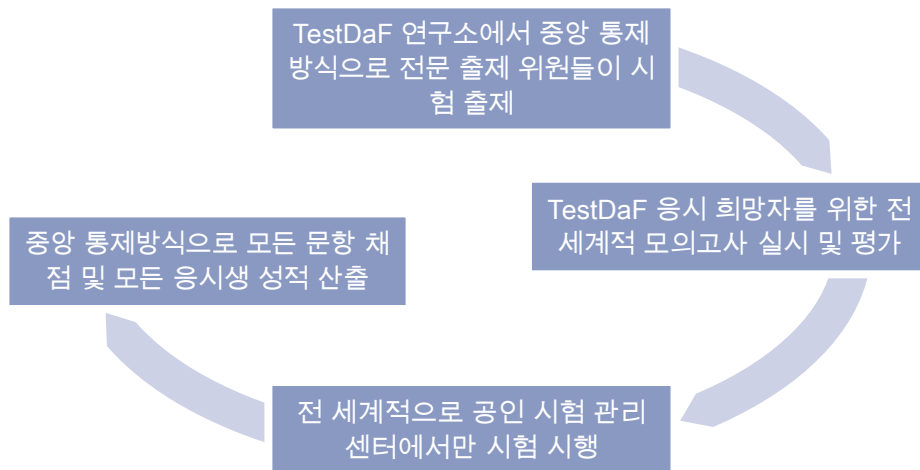 TestDaF 연구소에서 중앙 통제
방식으로 전문 출제 위원들이 시
험 출제
TestDaF 응시 희망자를 위한 전
세계적 모의고사 실시 및 평가
중앙 통제방식으로 모든 문항 채
점 및 모든 응시생 성적 산출
전 세계적으로 공인 시험 관리
센터에서만 시험 시행